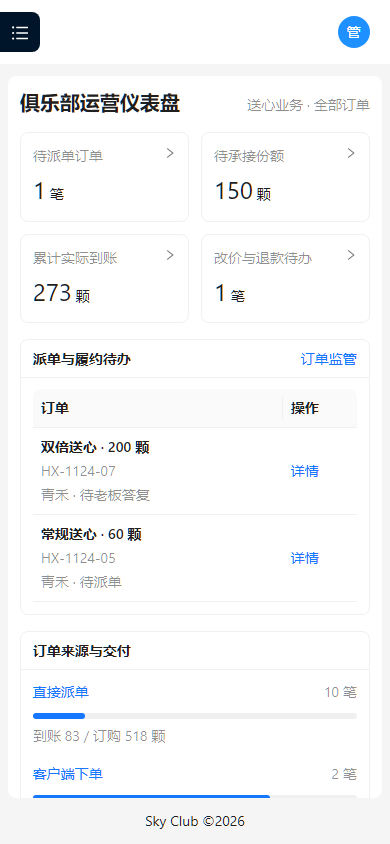 管
俱乐部运营仪表盘
送心业务 · 全部订单
待派单订单
1 笔
待承接份额
150 颗
累计实际到账
273 颗
改价与退款待办
1 笔
派单与履约待办
订单监管
订单
操作
双倍送心 · 200 颗
HX-1124-07
青禾 · 待老板答复
详情
常规送心 · 60 颗
HX-1124-05
青禾 · 待派单
详情
订单来源与交付
直接派单
10 笔
到账 83 / 订购 518 颗
客户端下单
2 笔
Sky Club ©2026